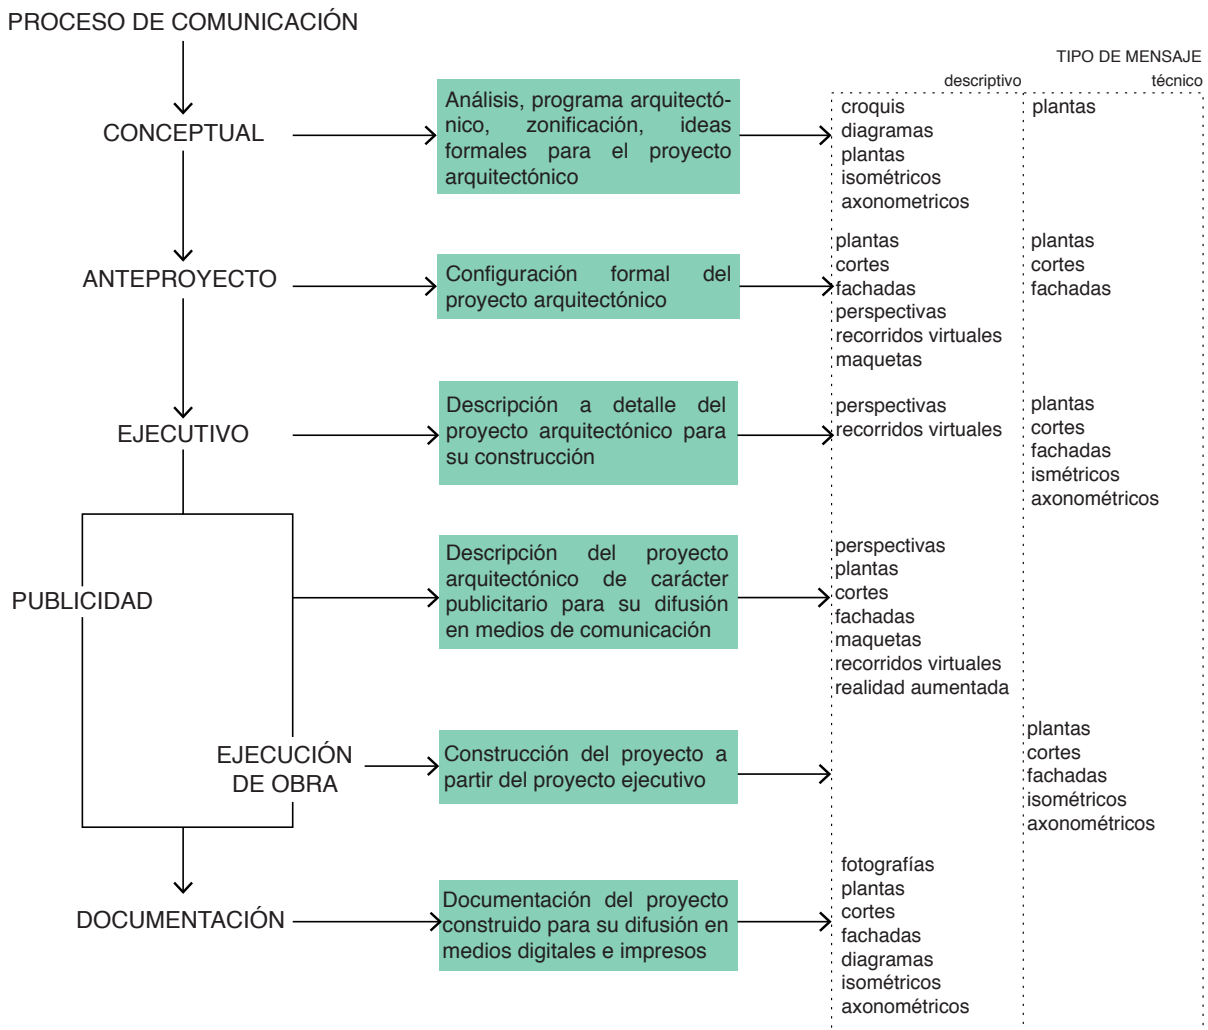 PROCESO DE COMUNICACIÓN
TIPO DE MENSAJE
descriptivo
técnico
CONCEPTUAL
Análisis, programa arquitectó-
nico, zonificación, ideas
formales para el proyecto
arquitectónico
croquis
diagramas
plantas
isométricos
axonometricos
plantas
ANTEPROYECTO
Configuración formal del
proyecto arquitectónico
plantas
cortes
fachadas
perspectivas
recorridos virtuales
maquetas
plantas
cortes
fachadas
EJECUTIVO
Descripción a detalle del
proyecto arquitectónico para
su construcción
perspectivas
recorridos virtuales
plantas
cortes
fachadas
ismétricos
axonométricos
PUBLICIDAD
Descripción del proyecto
arquitectónico de carácter
publicitario para su difusión
en medios de comunicación
perspectivas
plantas
cortes
fachadas
maquetas
recorridos virtuales
realidad aumentada
EJECUCIÓN
DE OBRA
Construcción del proyecto a
partir del proyecto ejecutivo
plantas
cortes
fachadas
isométricos
axonométricos
DOCUMENTACIÓN
Documentación del proyecto
construido para su difusión en
medios digitales e impresos
fotografías
plantas
cortes
fachadas
diagramas
isométricos
axonométricos